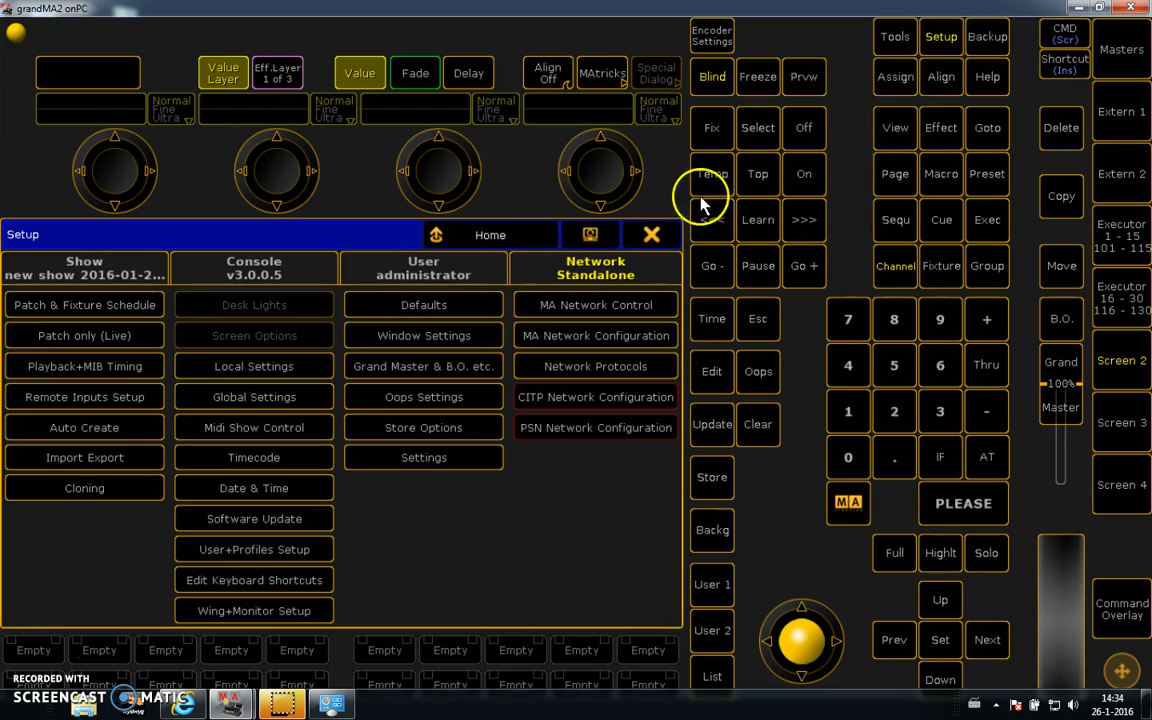 grandMA2 onPC
Value
Layer
Eff.Layer
1 of 3
Value
Fade
Delay
Align
Off
MAtricks
Special
Dialog
Normal
Fine
Ultra
Normal
Fine
Ultra
Normal
Fine
Ultra
Normal
Fine
Ultra
Setup
Home
Show
new show 2016-01-2...
Console
v3.0.0.5
User
administrator
Network
Standalone
Patch & Fixture Schedule
Desk Lights
Defaults
MA Network Control
Patch only (Live)
Screen Options
Window Settings
MA Network Configuration
Playback+MIB Timing
Local Settings
Grand Master & B.O. etc.
Network Protocols
Remote Inputs Setup
Global Settings
Oops Settings
CITP Network Configuration
Auto Create
Midi Show Control
Store Options
PSN Network Configuration
Import Export
Timecode
Settings
Cloning
Date & Time
Software Update
User+Profiles Setup
Edit Keyboard Shortcuts
Wing+Monitor Setup
Empty Empty Empty Empty Empty Empty Empty Empty
Encoder
Settings
Tools
Setup
Backup
CMD
(Scr)
Shortcut
(Ins)
Masters
Blind
Freeze
Prvw
Assign
Align
Help
Extern 1
Fix
Select
Off
View
Effect
Goto
Delete
Temp
Top
On
Page
Macro
Preset
Extern 2
Copy
<<<
Learn
>>>
Sequ
Cue
Exec
Executor
1 - 15
101 - 115
Go -
Pause
Go +
Channel
Fixture
Group
Move
Executor
16 - 30
116 - 130
Time
Esc
7
8
9
+
B.O.
Edit
Oops
4
5
6
Thru
Grand
100%
Master
Screen 2
Update
Clear
1
2
3
-
Screen 3
0
.
IF
AT
Store
MA
PLEASE
Screen 4
Backg
Full
Highlt
Solo
User 1
Up
Command
Overlay
User 2
Prev
Set
Next
List
Down
RECORDED WITH
SCREENCAST MATIC
14:34
26-1-2016